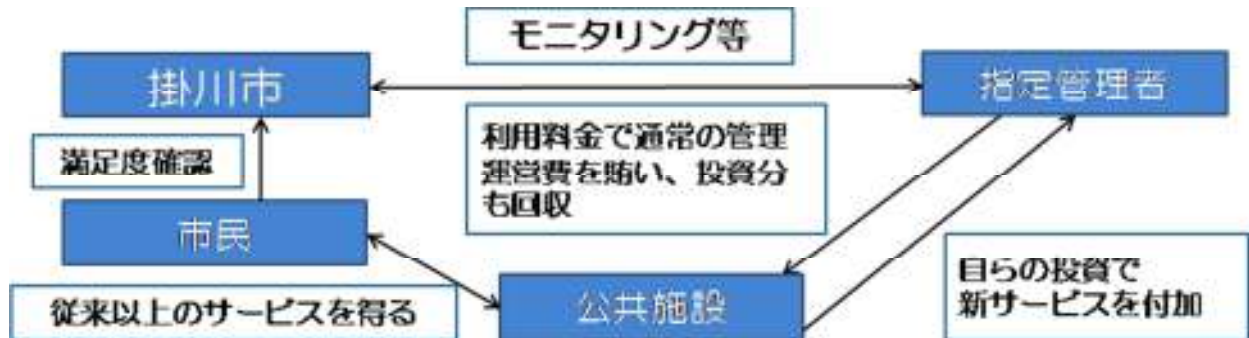 モニタリング等
掛川市
指定管理者
利用料金で通常の管理
運営費を賄い、投資分
も回収
満足度確認
市民
自らの投資で
新サービスを付加
公共施設
従来以上のサービスを得る